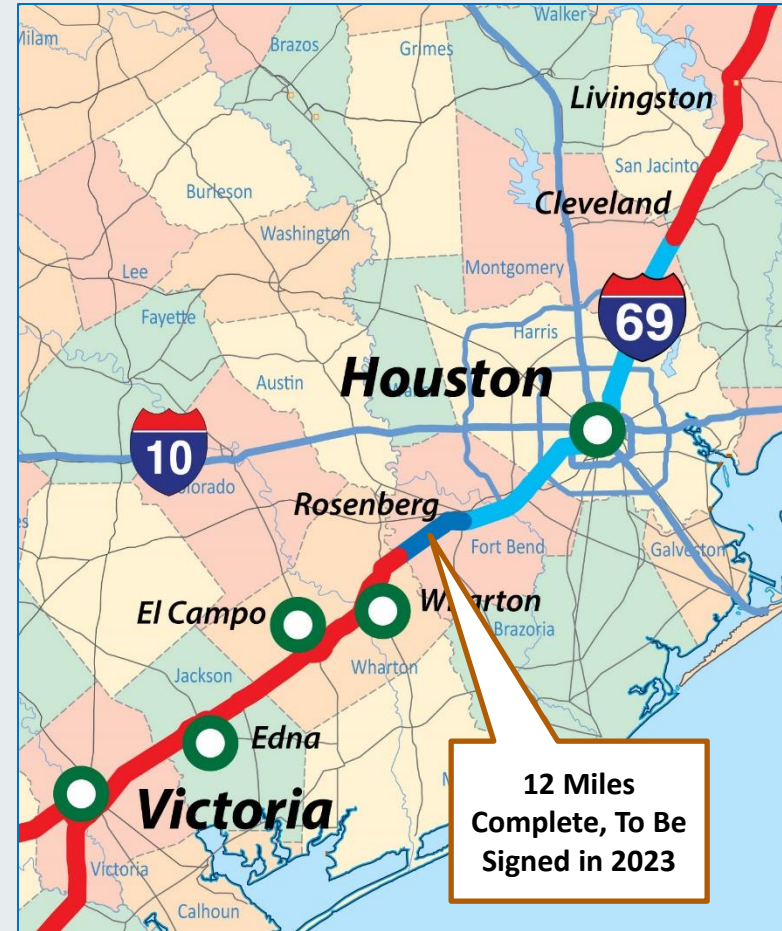 Milam
Brazos
Grimes
Walker
Livingston
San Jacinto
Burleson
Cleveland
Washington
Lee
Montgomery
Fayette
69
Harris
Austin
Houston
10
Rosenberg
Fort Bend
Galveston
El Campo
Wharton
Brazoria
Jackson
Wharton
Edna
Victoria
12 Miles
Complete, To Be
Signed in 2023
Victoria
Calhoun